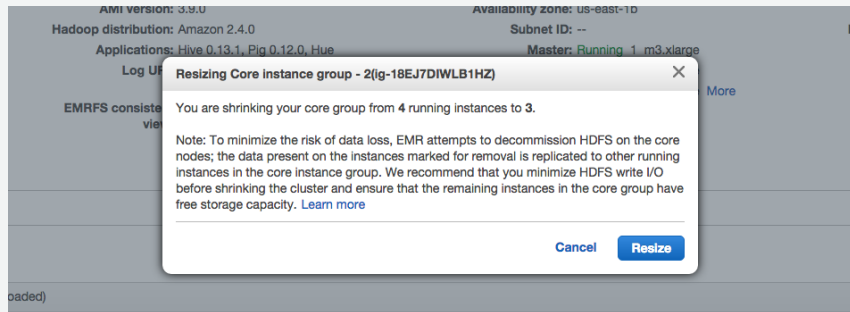 AMI version: 3.9.0
Availability zone: us-east-1b
Hadoop distribution: Amazon 2.4.0
Subnet ID: --
Applications: Hive 0.13.1, Pig 0.12.0, Hue
Master: Running 1 m3.xlarge
Log UR
Resizing Core instance group - 2(ig-18EJ7DIWLB1HZ)
More
EMRFS consiste
view
You are shrinking your core group from 4 running instances to 3.
Note: To minimize the risk of data loss, EMR attempts to decommission HDFS on the core
nodes; the data present on the instances marked for removal is replicated to other running
instances in the core instance group. We recommend that you minimize HDFS write I/O
before shrinking the cluster and ensure that the remaining instances in the core group have
free storage capacity. Learn more
Cancel
Resize
oaded)